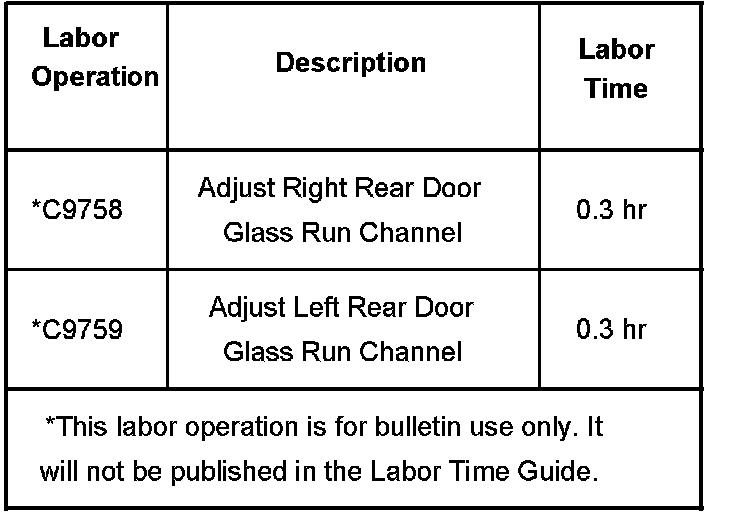 Labor
Operation
Description
Labor
Time
*C9758
Adjust Right Rear Door
Glass Run Channel
0.3 hr
*C9759
Adjust Left Rear Door
Glass Run Channel
0.3 hr
*This labor operation is for bulletin use only. It
will not be published in the Labor Time Guide.